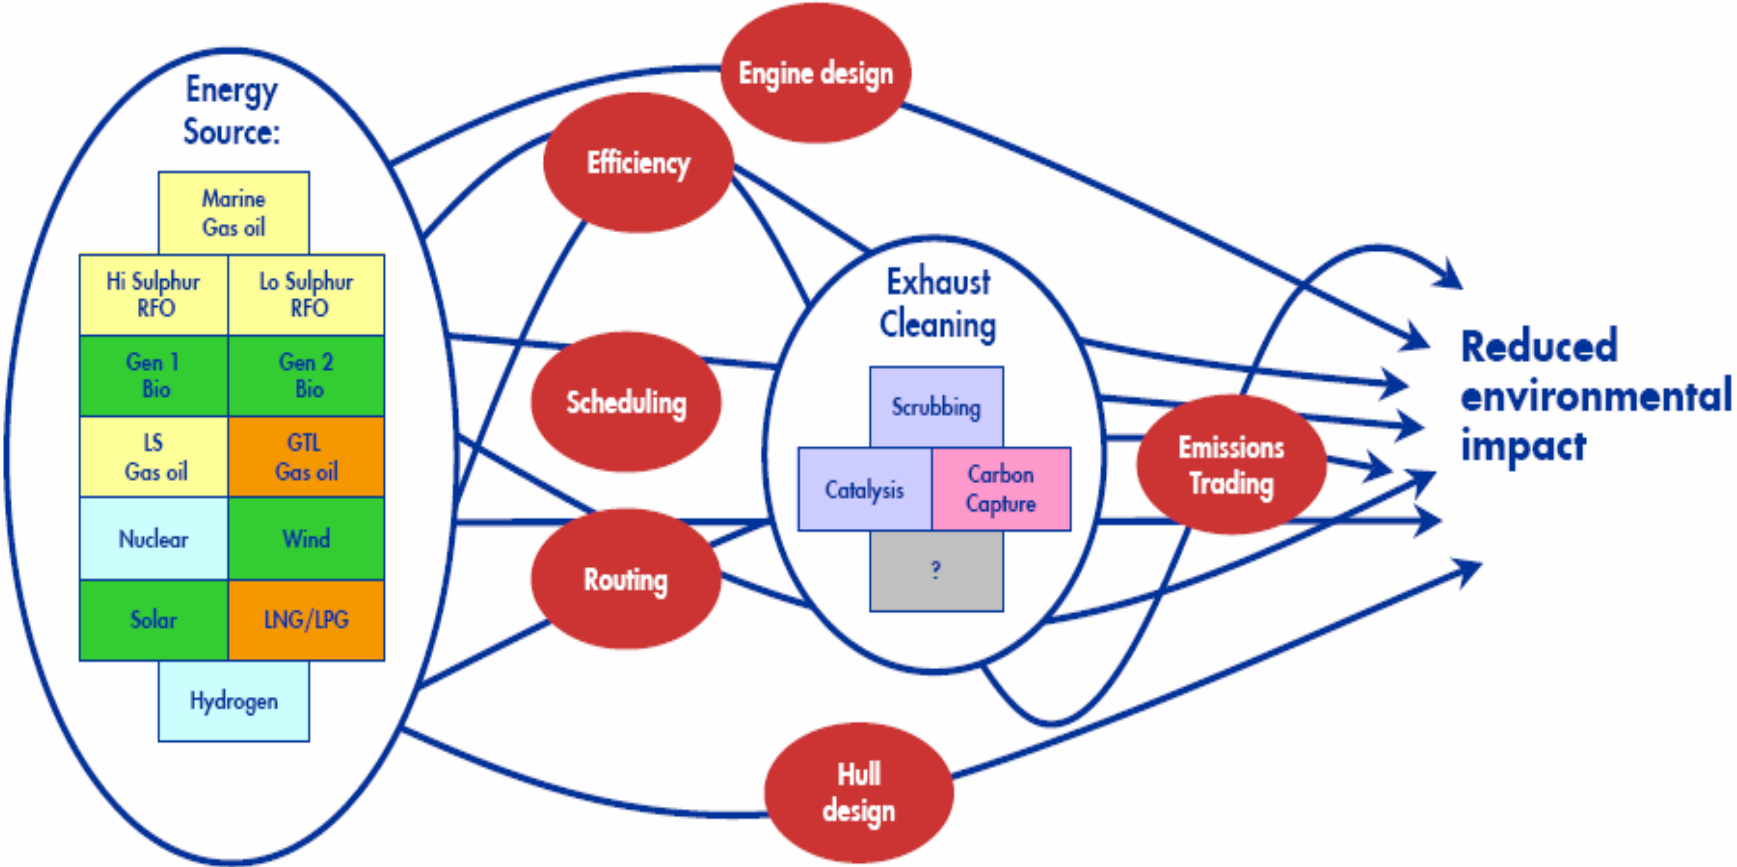 Energy
Source:
Marine
Gas oil
Hi Sulphur
RFO
Lo Sulphur
RFO
Gen 1
Bio
Gen 2
Bio
LS
Gas oil
GTL
Gas oil
Nuclear
Wind
Solar
LNG/LPG
Hydrogen
Engine design
Efficiency
Scheduling
Routing
Hull
design
Exhaust
Cleaning
Scrubbing
Catalysis
Carbon
Capture
?
Emissions
Trading
Reduced
environmental
impact